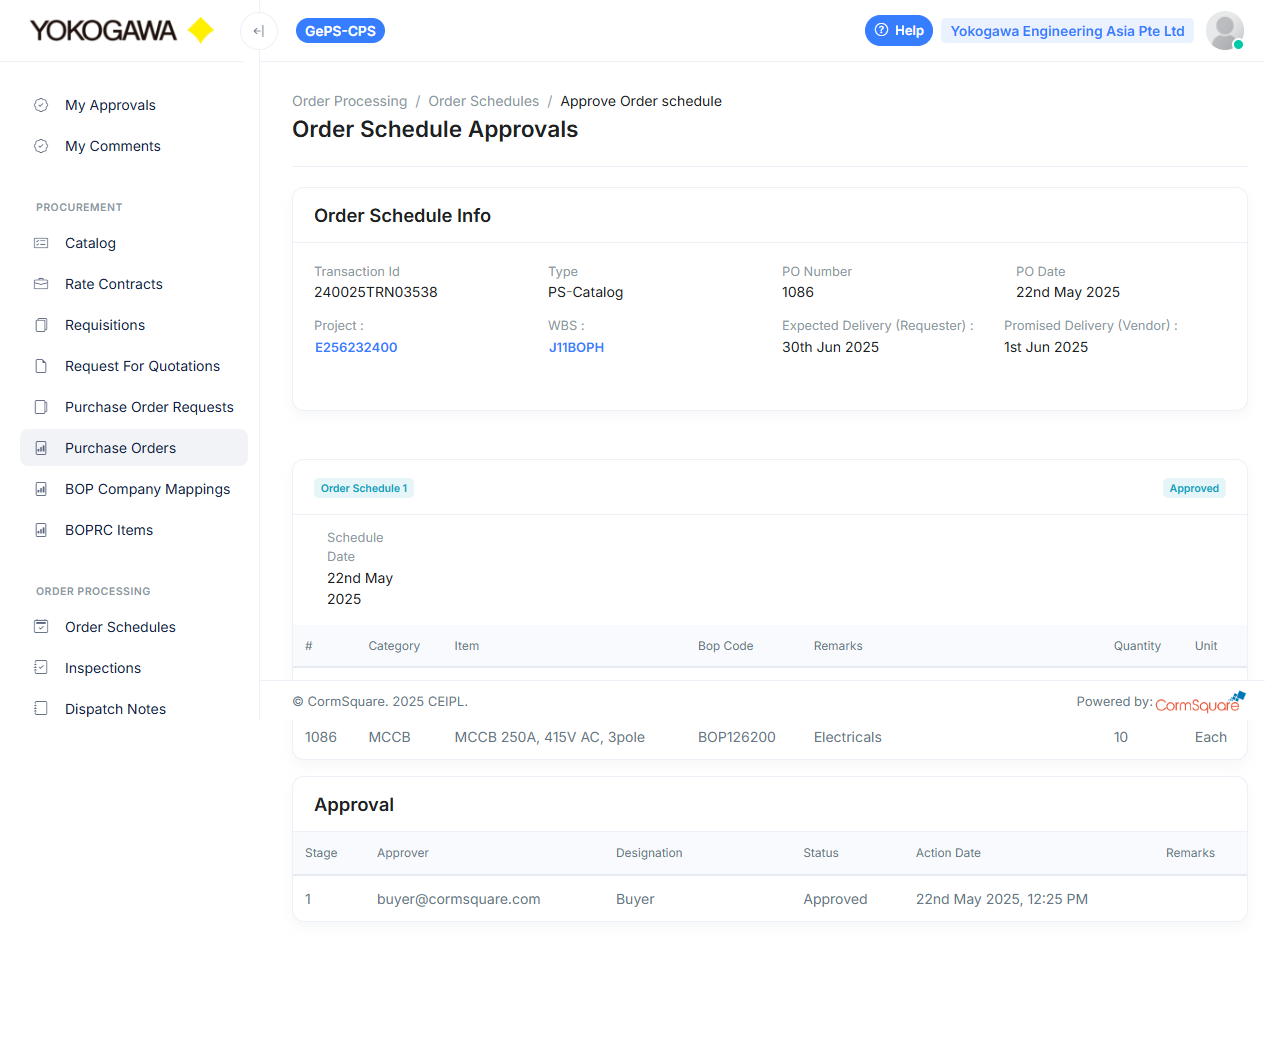 YOKOGAWA
GePS-CPS
Help
Yokogawa Engineering Asia Pte Ltd
My Approvals
My Comments
PROCUREMENT
Catalog
Rate Contracts
Requisitions
Request For Quotations
Purchase Order Requests
Purchase Orders
BOP Company Mappings
BOPRC Items
ORDER PROCESSING
Order Schedules
Inspections
Dispatch Notes
Order Processing / Order Schedules / Approve Order schedule
Order Schedule Approvals
Order Schedule Info
Transaction Id Type PO Number PO Date
240025TRN03538 PS-Catalog 1086 22nd May 2025
Project : WBS : Expected Delivery (Requester) : Promised Delivery (Vendor) :
E256232400 J11BOPH 30th Jun 2025 1st Jun 2025
Order Schedule 1 Approved
Schedule
Date
22nd May
2025
# Category Item Bop Code Remarks Quantity Unit
© CormSquare. 2025 CEIPL. Powered by: CormSquare
1086 MCCB MCCB 250A, 415V AC, 3pole BOP126200 Electricals 10 Each
Approval
Stage Approver Designation Status Action Date Remarks
1 buyer@cormsquare.com Buyer Approved 22nd May 2025, 12:25 PM